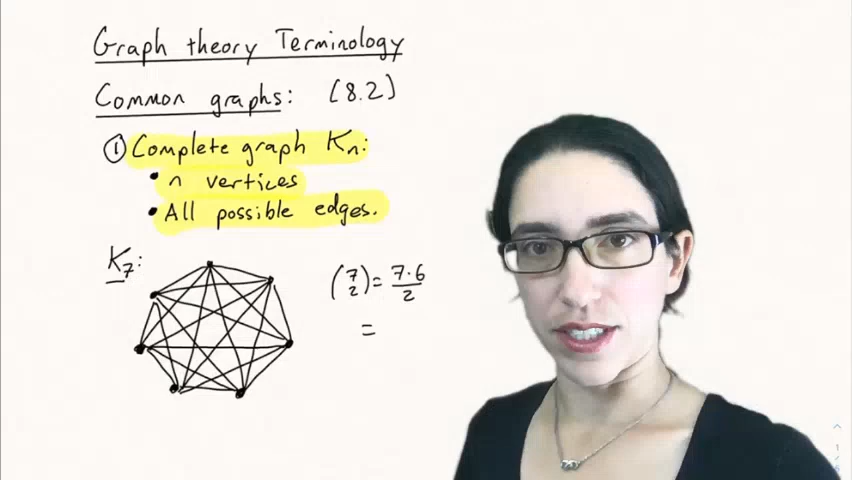 Graph theory Terminology
Common graphs: (8.2)
① Complete graph Kn:
• n vertices
• All possible edges.
K7:
(7 2) = 7·6/2
=